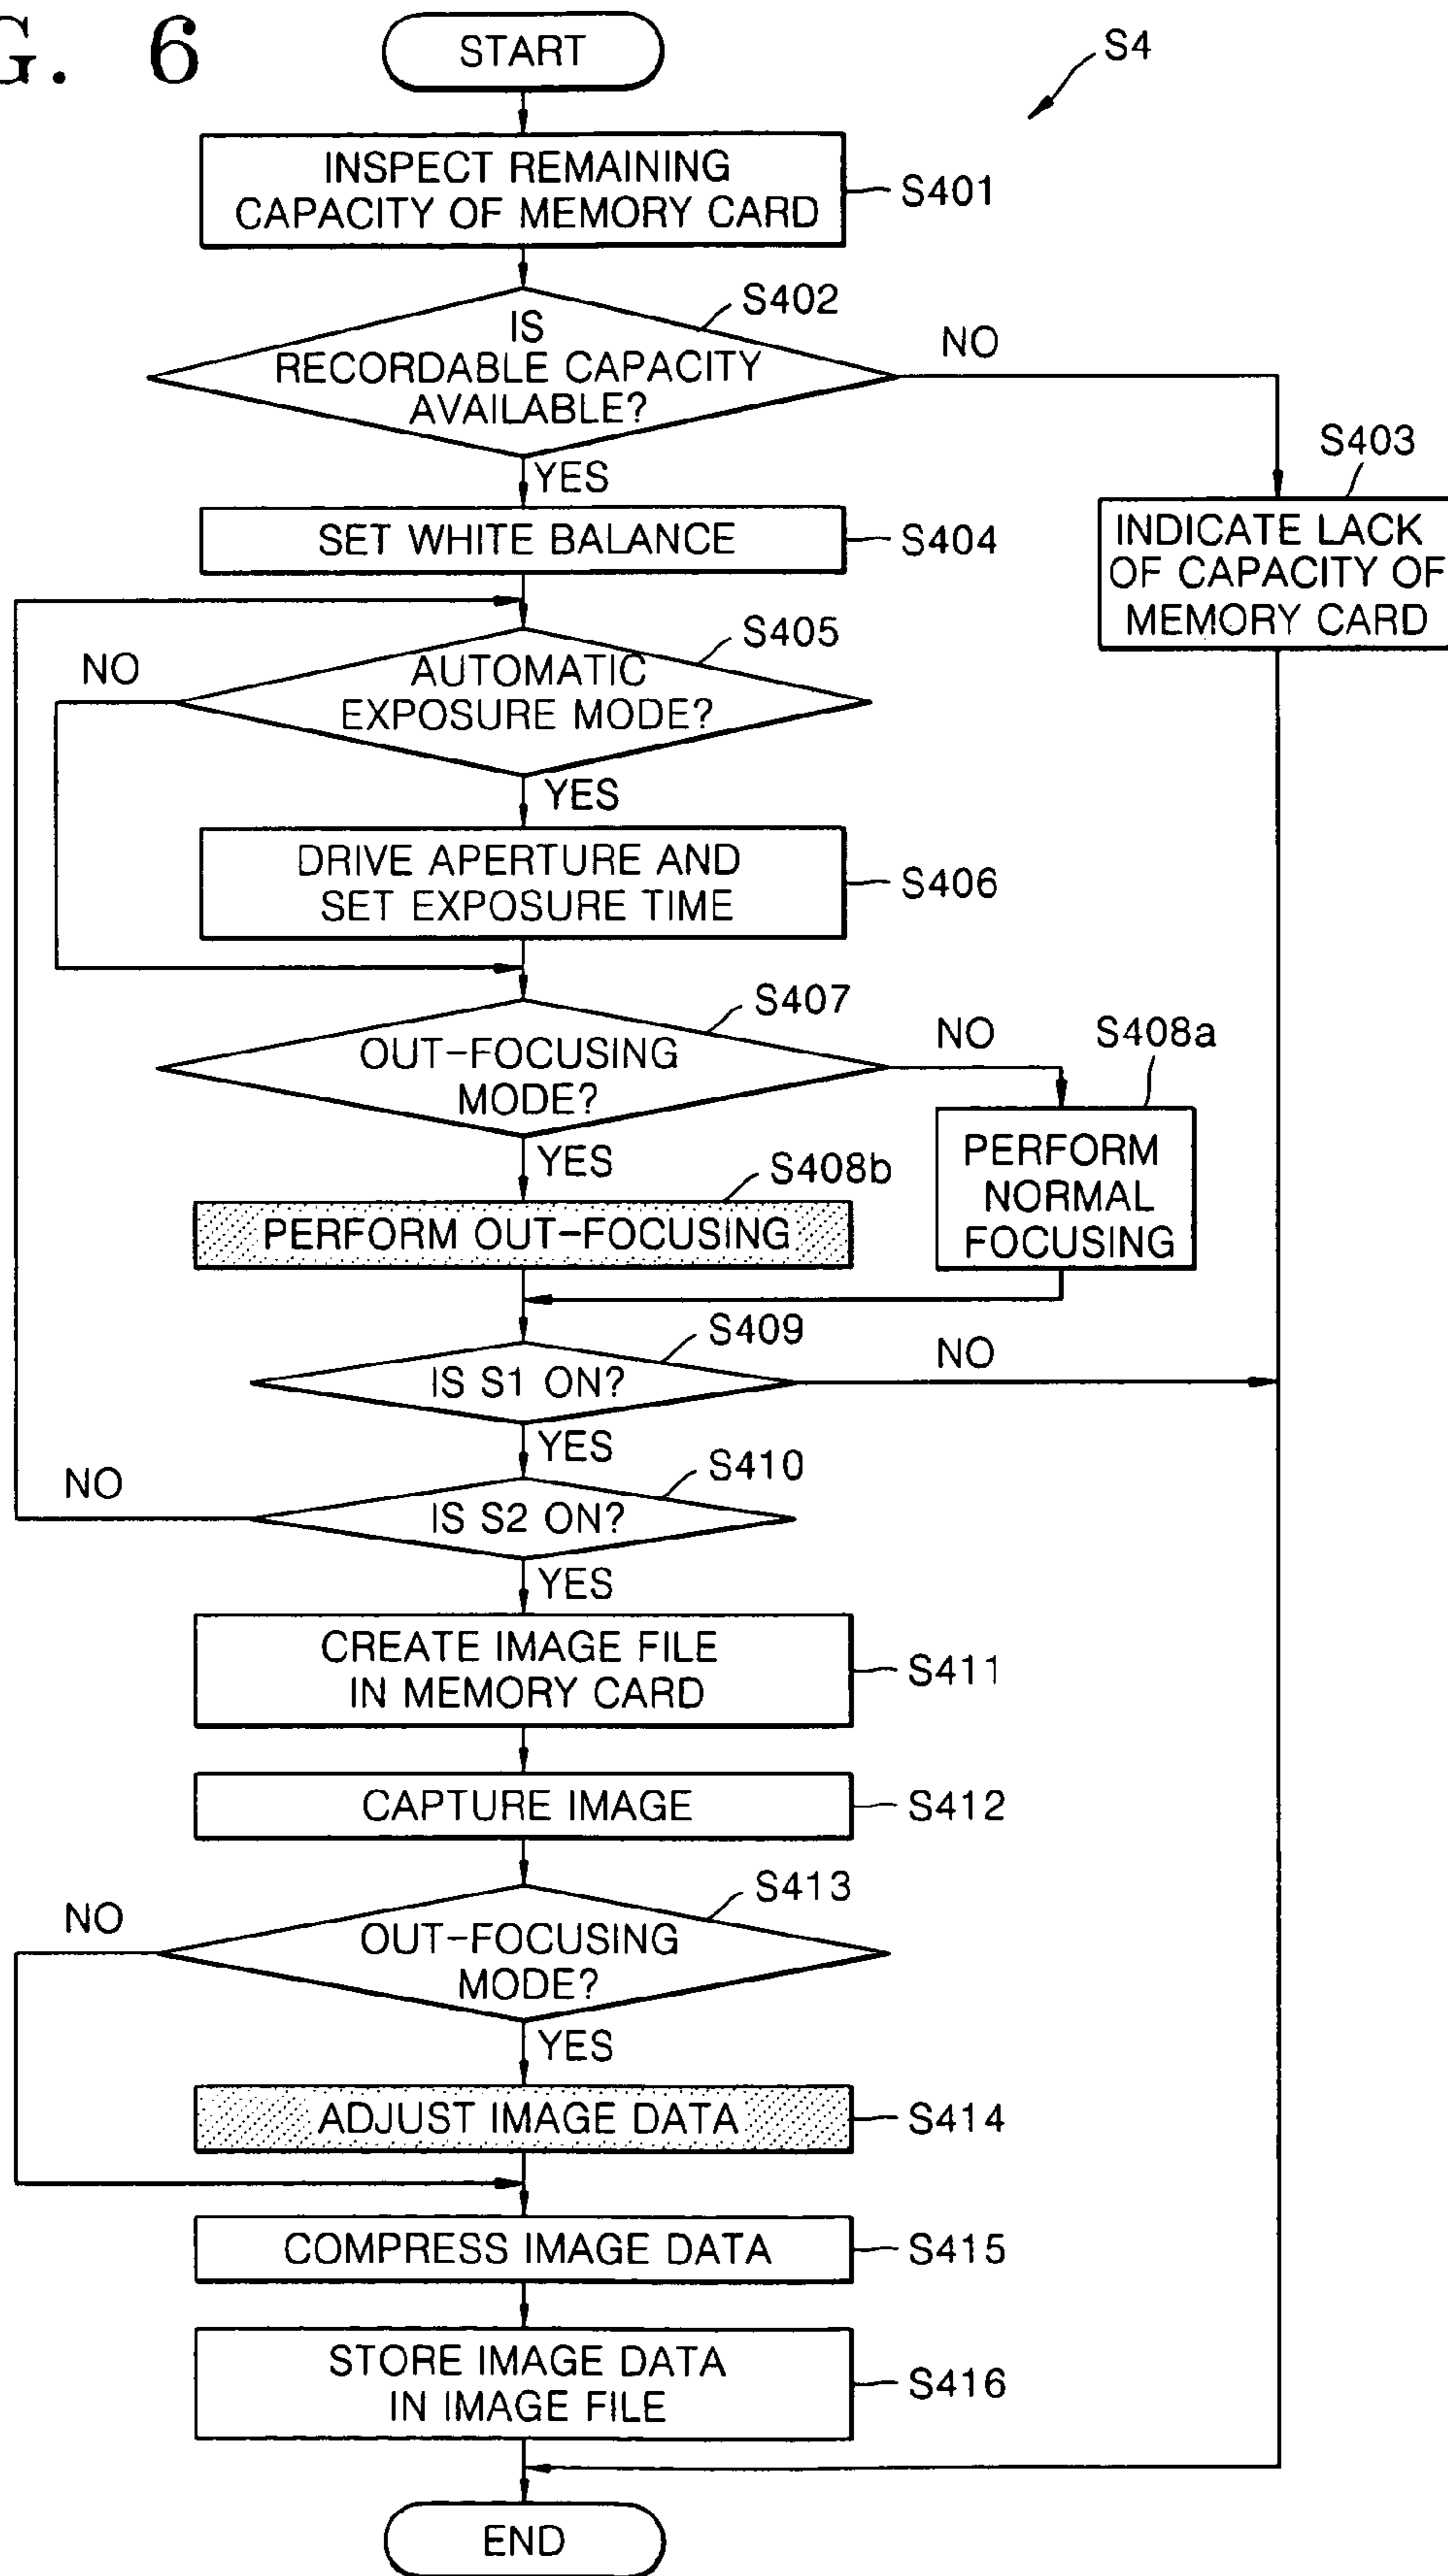 G. 6
START
S4
INSPECT REMAINING
CAPACITY OF MEMORY CARD
S401
S402
IS
RECORDABLE CAPACITY
AVAILABLE?
NO
YES
S403
INDICATE LACK
OF CAPACITY OF
MEMORY CARD
SET WHITE BALANCE
S404
S405
NO
AUTOMATIC
EXPOSURE MODE?
YES
DRIVE APERTURE AND
SET EXPOSURE TIME
S406
S407
OUT-FOCUSING
MODE?
NO
S408a
YES
PERFORM
NORMAL
FOCUSING
S408b
PERFORM OUT-FOCUSING
S409
IS S1 ON?
NO
YES
S410
NO
IS S2 ON?
YES
CREATE IMAGE FILE
IN MEMORY CARD
S411
CAPTURE IMAGE
S412
S413
NO
OUT-FOCUSING
MODE?
YES
ADJUST IMAGE DATA
S414
COMPRESS IMAGE DATA
S415
STORE IMAGE DATA
IN IMAGE FILE
S416
END